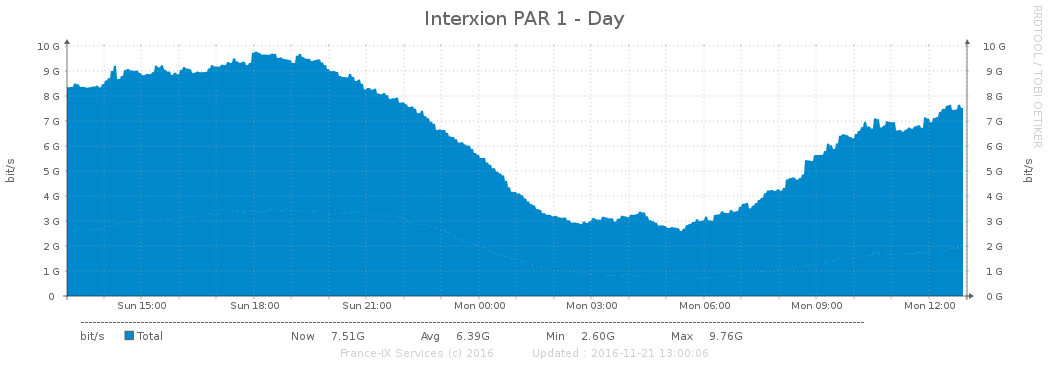 Interxion PAR 1 - Day
RRDTOOL / TOBI OETIKER
10 G 10 G
9 G 9 G
8 G 8 G
7 G 7 G
6 G 6 G
5 G 5 G
4 G 4 G
3 G 3 G
2 G 2 G
1 G 1 G
0 0 G
bit/s bit/s
Sun 15:00 Sun 18:00 Sun 21:00 Mon 00:00 Mon 03:00 Mon 06:00 Mon 09:00 Mon 12:00
bit/s Total Now 7.51G Avg 6.39G Min 2.60G Max 9.76G
France-IX Services (c) 2016 Updated : 2016-11-21 13:00:06